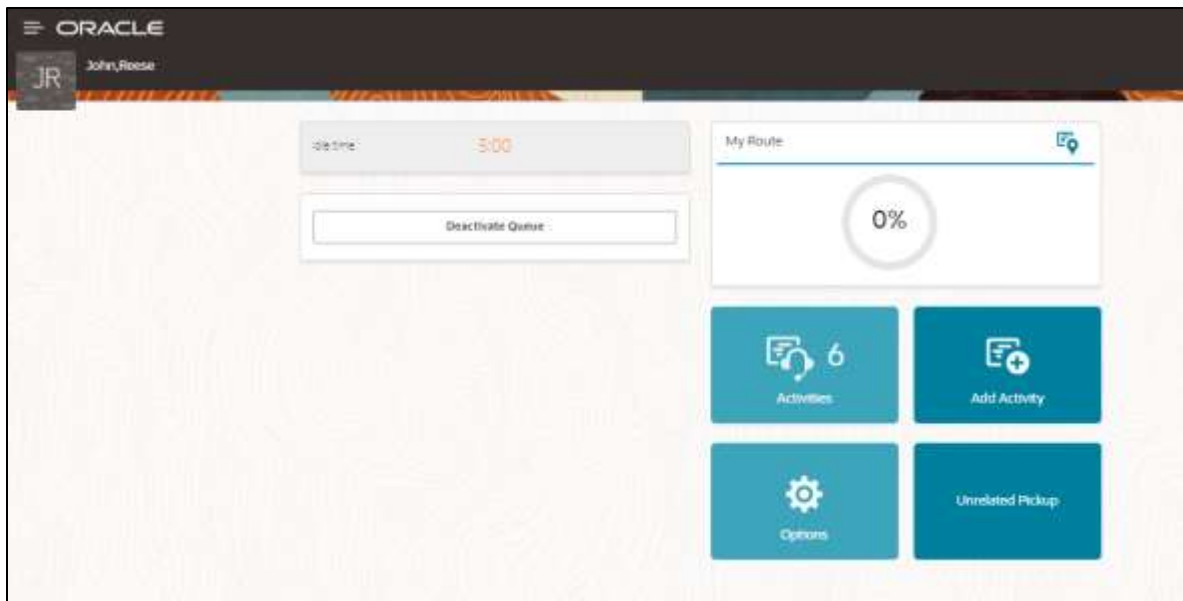 ORACLE
JR
John,Reese
Idle time
5:00
Deactivate Queue
My Route
0%
6
Activities
Add Activity
Options
Unrelated Pickup